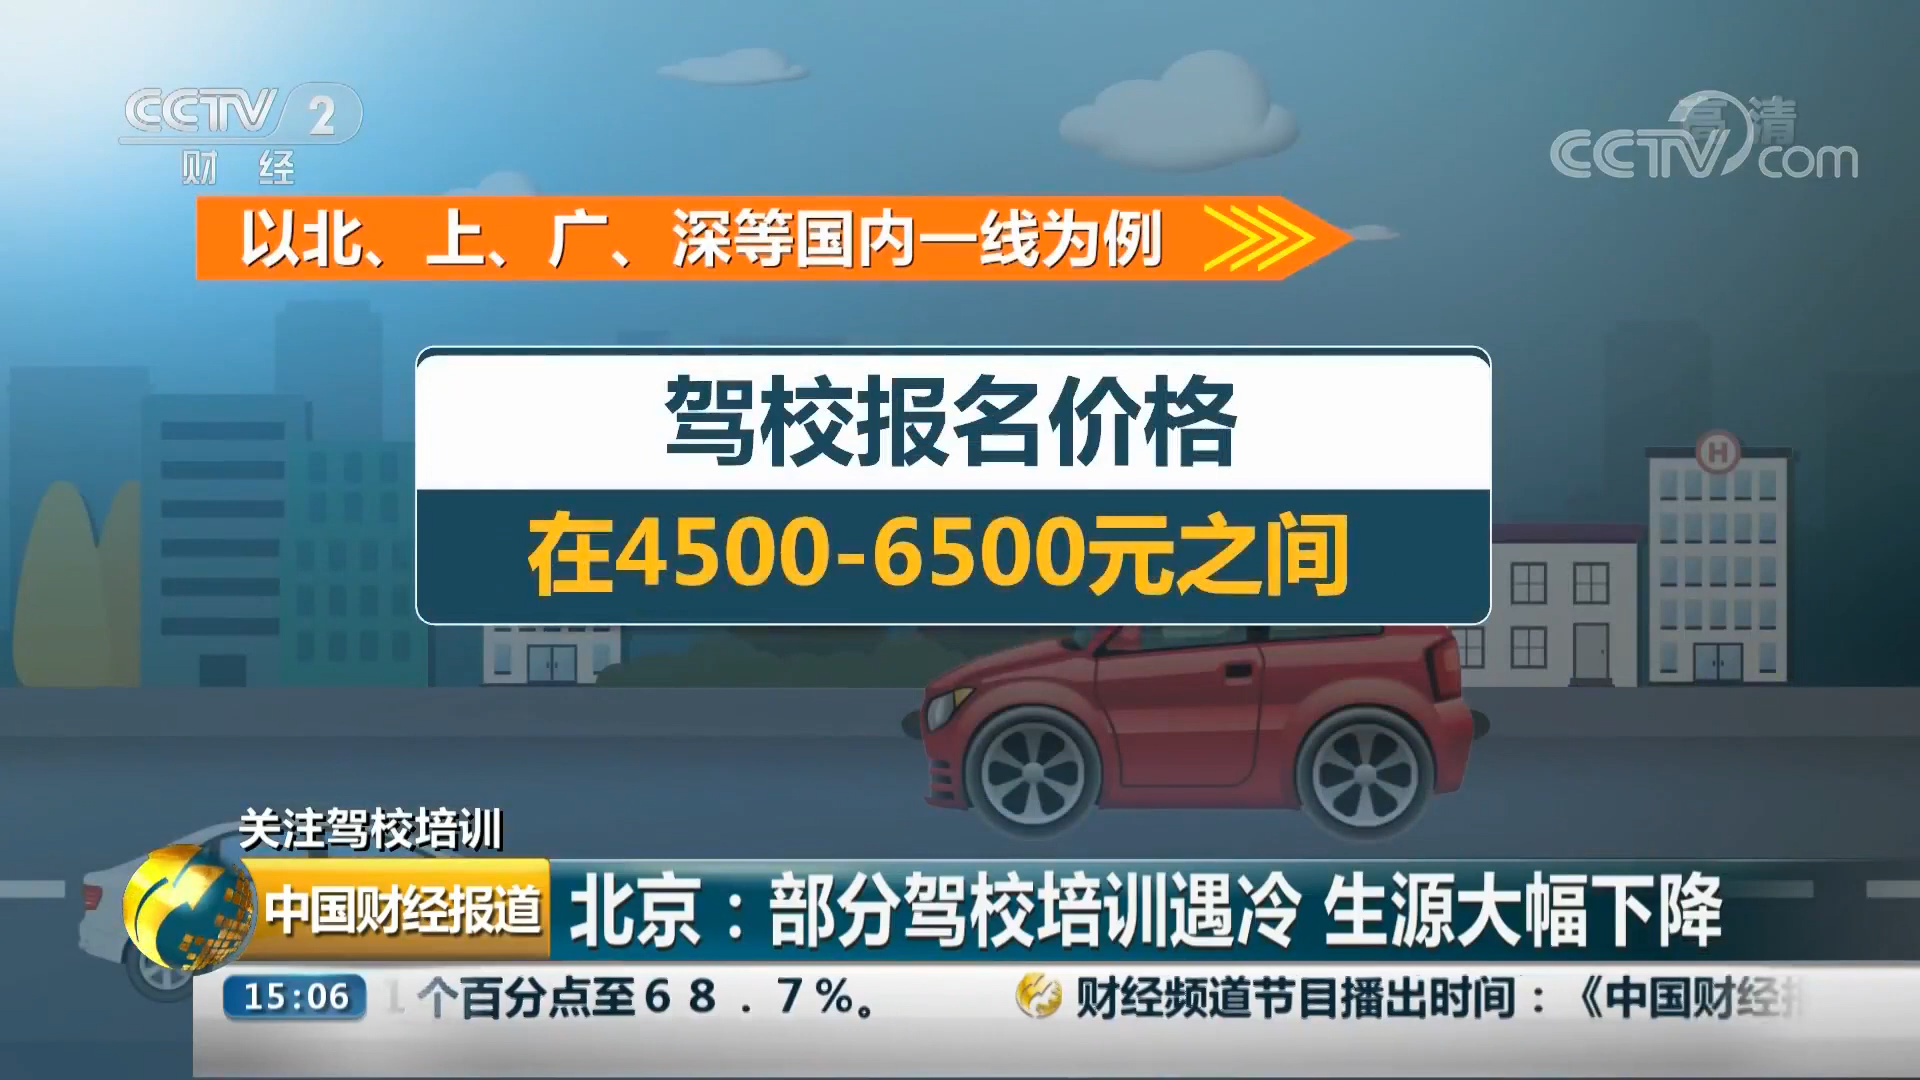 CCTV 2
财 经
高清
CCTV com
以北、上、广、深等国内一线为例
驾校报名价格
在4500-6500元之间
H
关注驾校培训
中国财经报道
北京：部分驾校培训遇冷 生源大幅下降
15:06
个百分点至68.7%。
财经频道节目播出时间：《中国财经